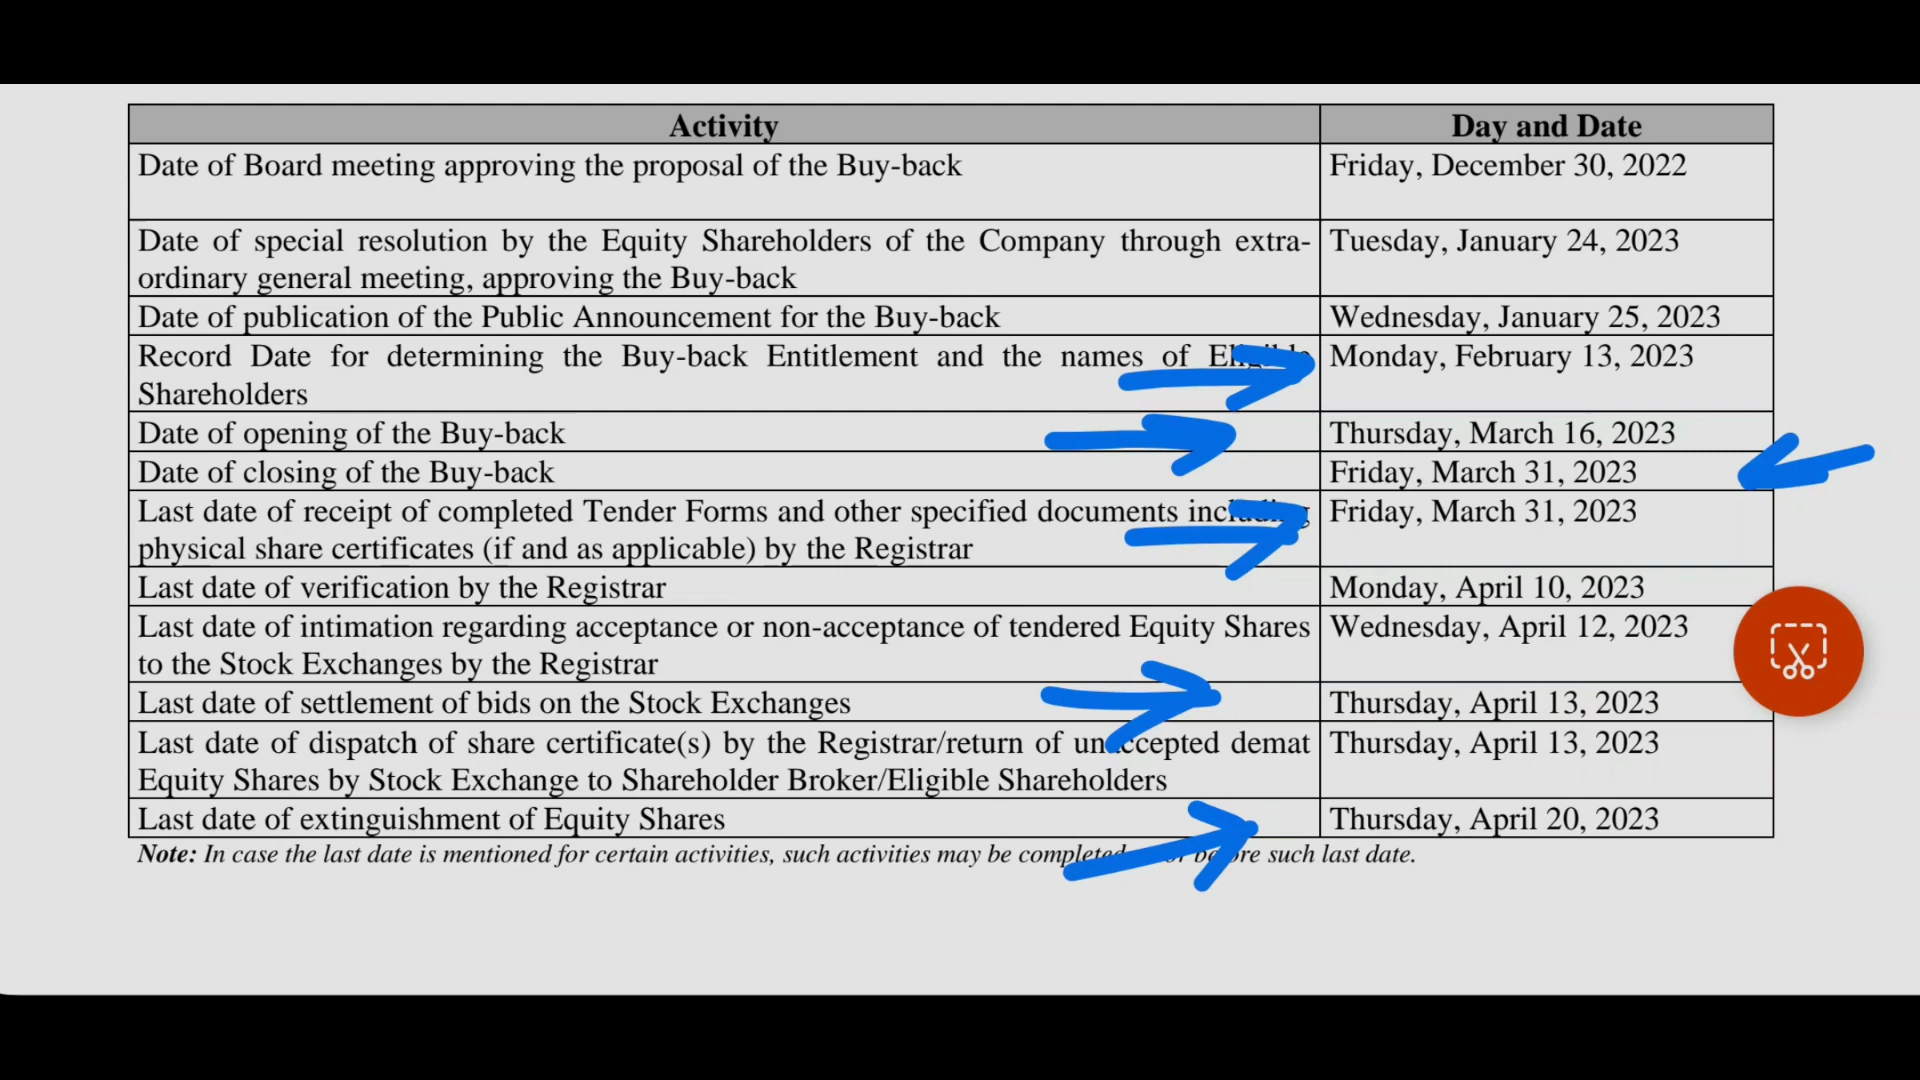 Activity Day and Date
Date of Board meeting approving the proposal of the Buy-back Friday, December 30, 2022
Date of special resolution by the Equity Shareholders of the Company through extra- Tuesday, January 24, 2023
ordinary general meeting, approving the Buy-back
Date of publication of the Public Announcement for the Buy-back Wednesday, January 25, 2023
Record Date for determining the Buy-back Entitlement and the names of Eligible Monday, February 13, 2023
Shareholders
Date of opening of the Buy-back Thursday, March 16, 2023
Date of closing of the Buy-back Friday, March 31, 2023
Last date of receipt of completed Tender Forms and other specified documents including Friday, March 31, 2023
physical share certificates (if and as applicable) by the Registrar
Last date of verification by the Registrar Monday, April 10, 2023
Last date of intimation regarding acceptance or non-acceptance of tendered Equity Shares Wednesday, April 12, 2023
to the Stock Exchanges by the Registrar
Last date of settlement of bids on the Stock Exchanges Thursday, April 13, 2023
Last date of dispatch of share certificate(s) by the Registrar/return of unaccepted demat Thursday, April 13, 2023
Equity Shares by Stock Exchange to Shareholder Broker/Eligible Shareholders
Last date of extinguishment of Equity Shares Thursday, April 20, 2023
Note: In case the last date is mentioned for certain activities, such activities may be completed on or before such last date.